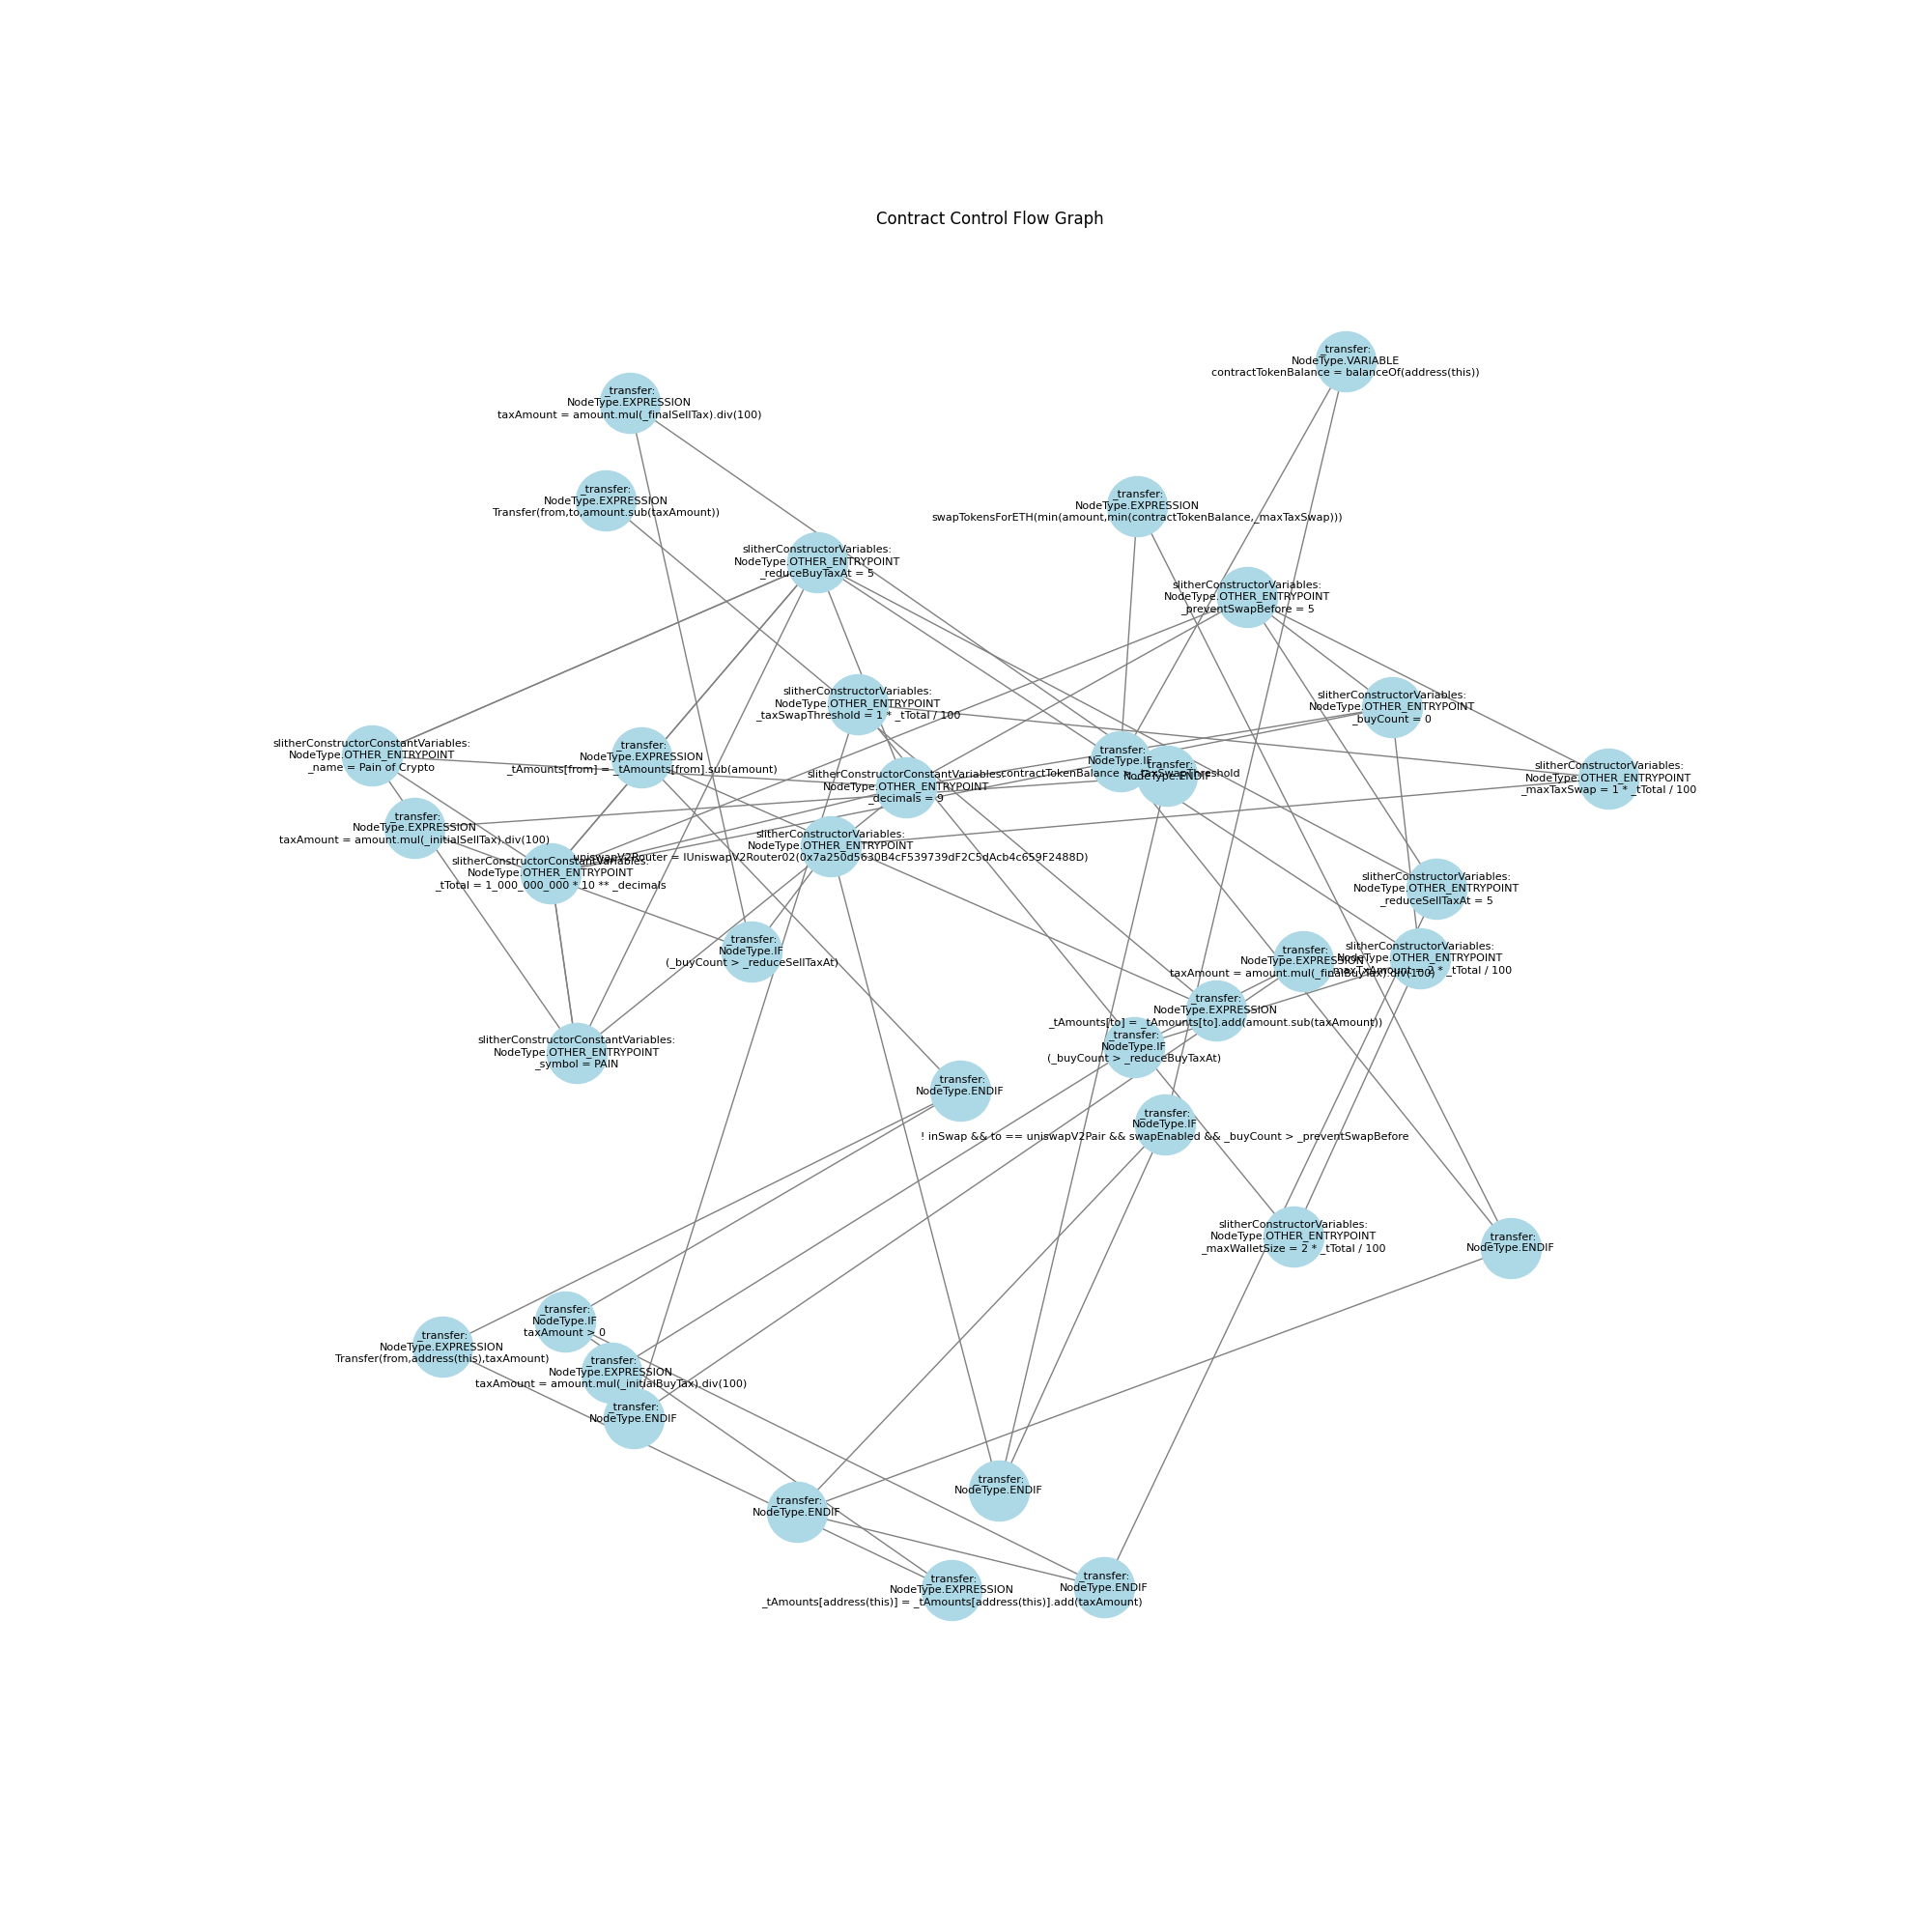 Contract Control Flow Graph
_transfer:
NodeType.VARIABLE
contractTokenBalance = balanceOf(address(this))
_transfer:
NodeType.EXPRESSION
taxAmount = amount.mul(_finalSellTax).div(100)
_transfer:
NodeType.EXPRESSION
Transfer(from,to,amount.sub(taxAmount))
_transfer:
NodeType.EXPRESSION
swapTokensForETH(min(amount,min(contractTokenBalance,_maxTaxSwap)))
slitherConstructorVariables:
NodeType.OTHER_ENTRYPOINT
_reduceBuyTaxAt = 5
slitherConstructorVariables:
NodeType.OTHER_ENTRYPOINT
_preventSwapBefore = 5
slitherConstructorVariables:
NodeType.OTHER_ENTRYPOINT
_taxSwapThreshold = 1 * _tTotal / 100
slitherConstructorVariables:
NodeType.OTHER_ENTRYPOINT
_buyCount = 0
slitherConstructorConstantVariables:
NodeType.OTHER_ENTRYPOINT
_name = Pain of Crypto
_transfer:
NodeType.EXPRESSION
_tAmounts[from] = _tAmounts[from].sub(amount)
slitherConstructorConstantVariables:
NodeType.OTHER_ENTRYPOINT
_decimals = 9
_transfer:
NodeType.IF
contractTokenBalance > _taxSwapThreshold
_transfer:
NodeType.ENDIF
slitherConstructorVariables:
NodeType.OTHER_ENTRYPOINT
_maxTaxSwap = 1 * _tTotal / 100
_transfer:
NodeType.EXPRESSION
taxAmount = amount.mul(_initialSellTax).div(100)
slitherConstructorVariables:
NodeType.OTHER_ENTRYPOINT
uniswapV2Router = IUniswapV2Router02(0x7a250d5630B4cF539739dF2C5dAcb4c659F2488D)
slitherConstructorConstantVariables:
NodeType.OTHER_ENTRYPOINT
_tTotal = 1_000_000_000 * 10 ** _decimals
slitherConstructorVariables:
NodeType.OTHER_ENTRYPOINT
_reduceSellTaxAt = 5
_transfer:
NodeType.IF
(_buyCount > _reduceSellTaxAt)
_transfer:
NodeType.EXPRESSION
taxAmount = amount.mul(_finalBuyTax).div(100)
slitherConstructorVariables:
NodeType.OTHER_ENTRYPOINT
_maxTxAmount = 2 * _tTotal / 100
_transfer:
NodeType.EXPRESSION
_tAmounts[to] = _tAmounts[to].add(amount.sub(taxAmount))
_transfer:
NodeType.IF
(_buyCount > _reduceBuyTaxAt)
slitherConstructorConstantVariables:
NodeType.OTHER_ENTRYPOINT
_symbol = PAIN
_transfer:
NodeType.ENDIF
_transfer:
NodeType.IF
! inSwap && to == uniswapV2Pair && swapEnabled && _buyCount > _preventSwapBefore
slitherConstructorVariables:
NodeType.OTHER_ENTRYPOINT
_maxWalletSize = 2 * _tTotal / 100
_transfer:
NodeType.ENDIF
_transfer:
NodeType.IF
taxAmount > 0
_transfer:
NodeType.EXPRESSION
Transfer(from,address(this),taxAmount)
_transfer:
NodeType.EXPRESSION
taxAmount = amount.mul(_initialBuyTax).div(100)
_transfer:
NodeType.ENDIF
_transfer:
NodeType.ENDIF
_transfer:
NodeType.ENDIF
_transfer:
NodeType.EXPRESSION
_tAmounts[address(this)] = _tAmounts[address(this)].add(taxAmount)
_transfer:
NodeType.ENDIF